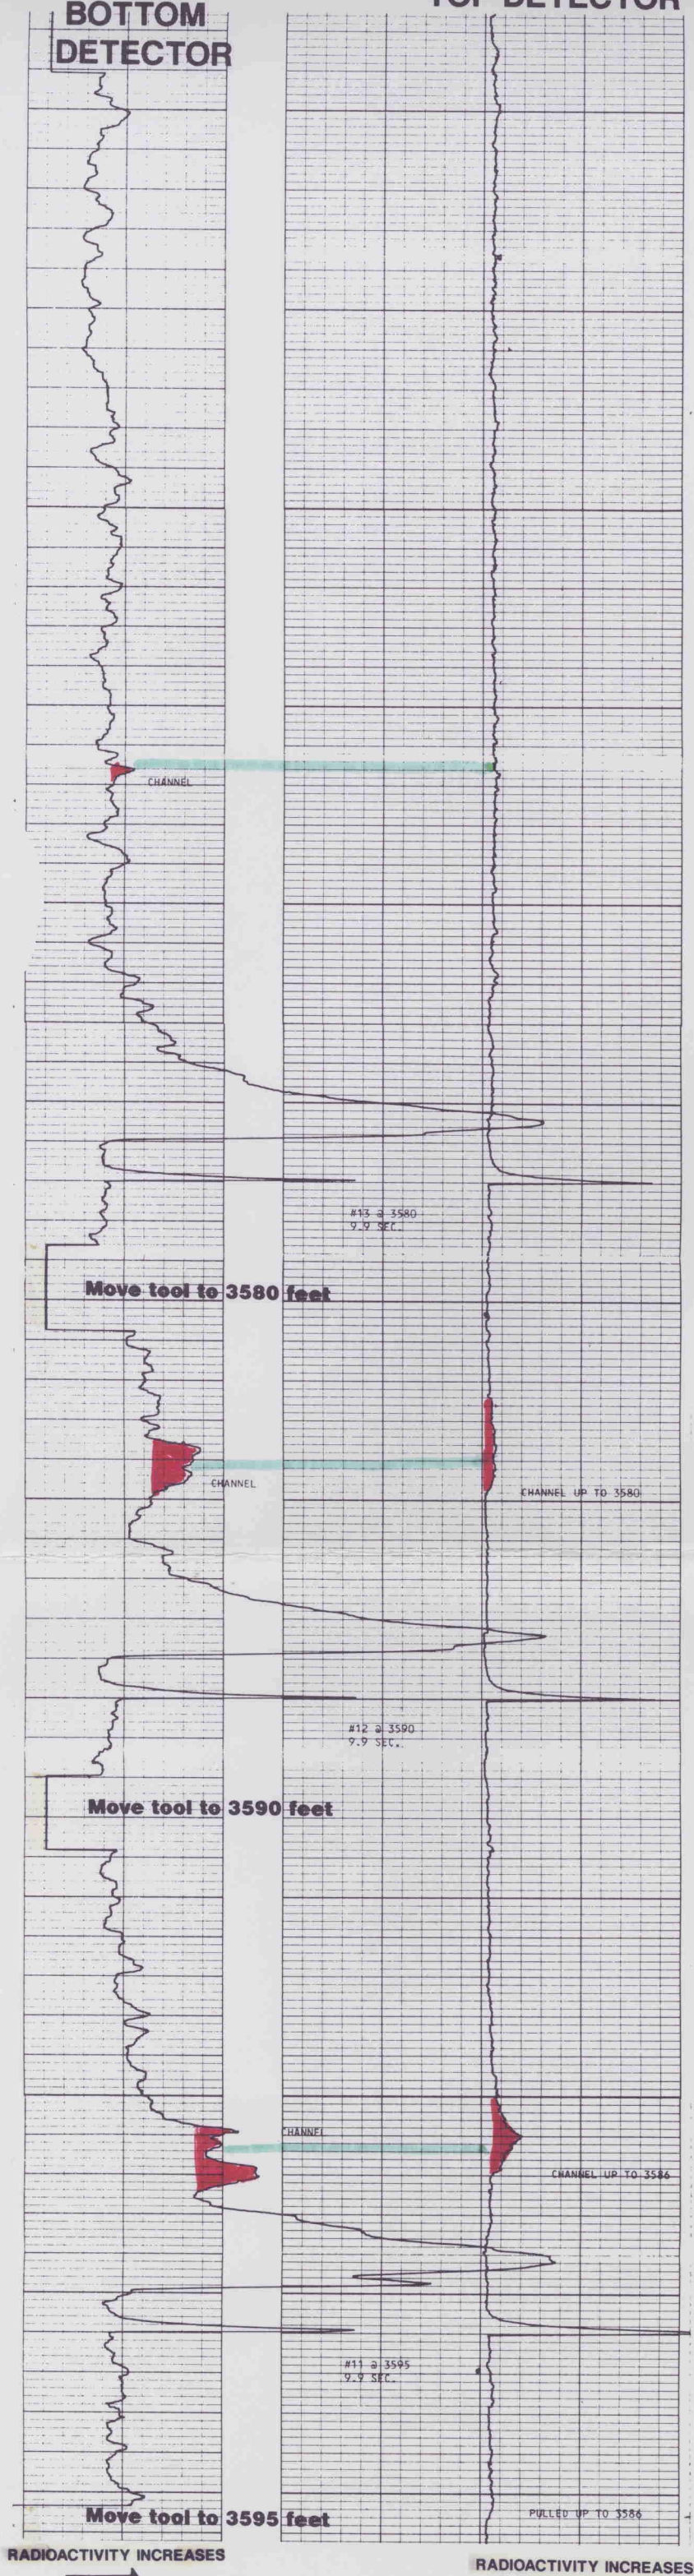 BOTTOM
DETECTOR
TOP DETECTOR
CHANNEL
#13 @ 3580
9.9 SEC.
Move tool to 3580 feet
CHANNEL
CHANNEL UP TO 3580
#12 @ 3590
9.9 SEC.
Move tool to 3590 feet
CHANNEL
CHANNEL UP TO 3586
#11 @ 3595
9.9 SEC.
Move tool to 3595 feet
PULLED UP TO 3586
RADIOACTIVITY INCREASES
RADIOACTIVITY INCREASES